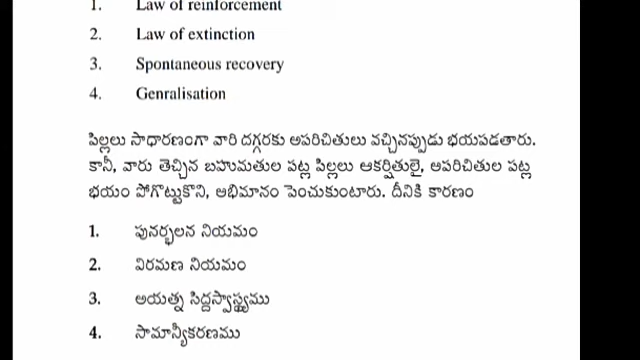 1. Law of reinforcement
2. Law of extinction
3. Spontaneous recovery
4. Genralisation
పిల్లలు సాధారణంగా వారి దగ్గరకు అపరిచితులు వచ్చినప్పుడు భయపడతారు.
కానీ, వారు తెచ్చిన బహుమతుల పట్ల పిల్లలు ఆకర్షితులై, అపరిచితుల పట్ల
భయం పోగొట్టుకొని, అభిమానం పెంచుకుంటారు. దీనికి కారణం
1. పునర్బలన నియమం
2. విరమణ నియమం
3. అయత్న సిద్దస్వాస్థ్యము
4. సామాన్యీకరణము